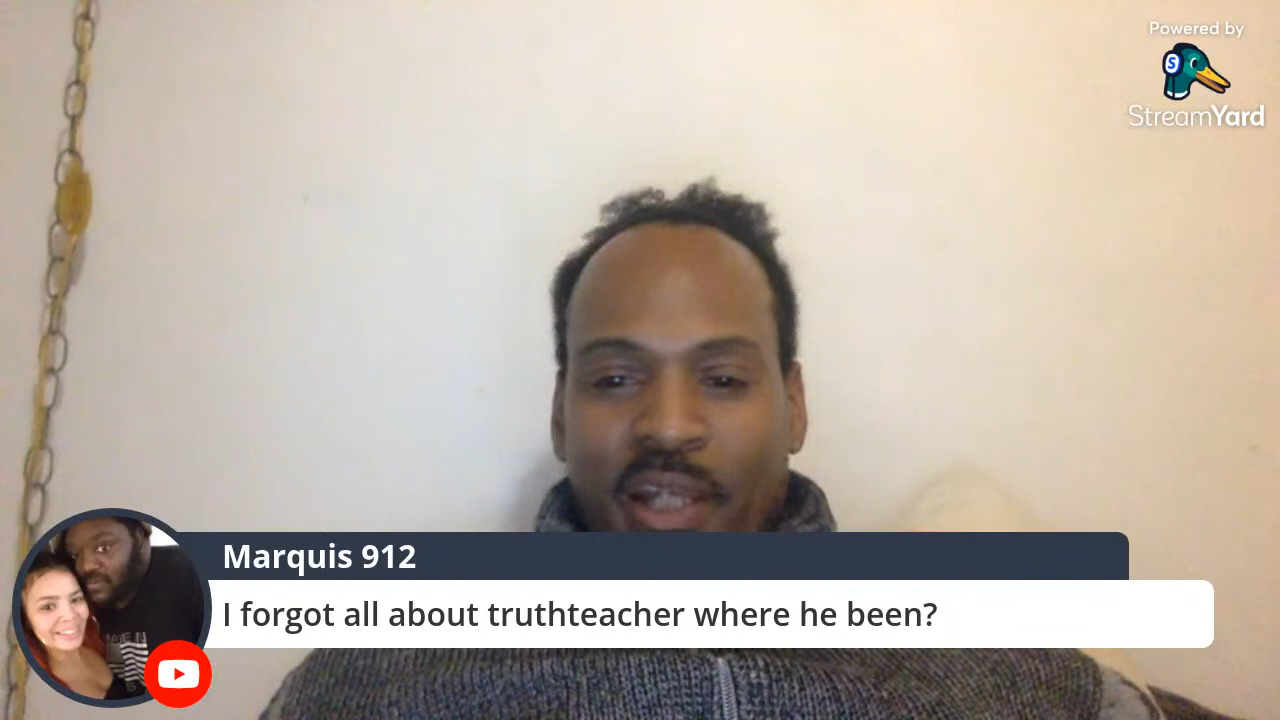 Powered by
S
StreamYard
Marquis 912
I forgot all about truthteacher where he been?